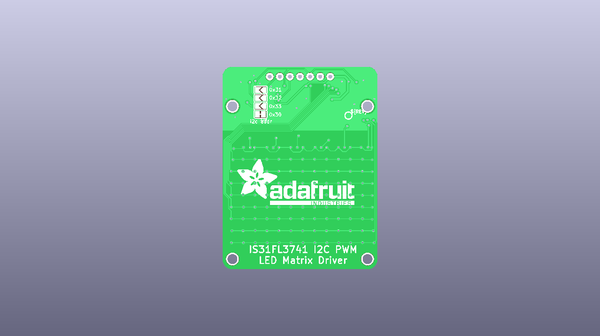 0x31
0x32
0x33
0x30
adafruit
INDUSTRIES
IS31FL3741 I2C PWM
LED Matrix Driver